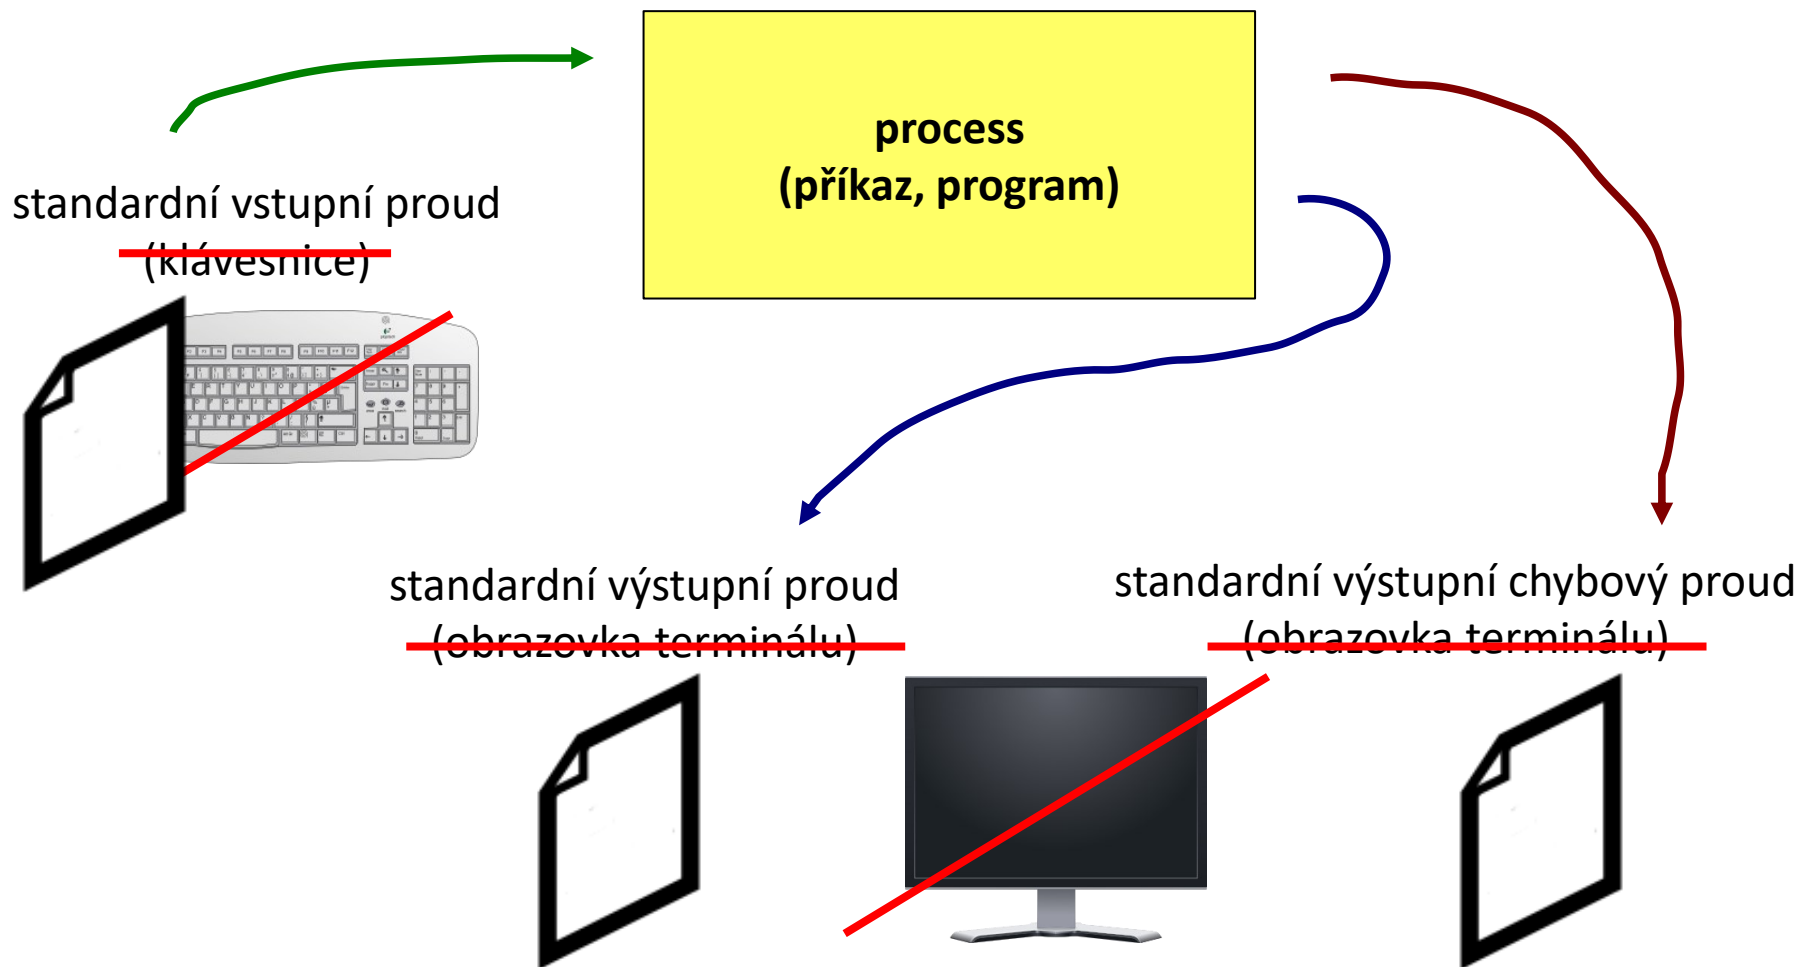 process
(příkaz, program)
standardní vstupní proud
(klávesnice)
standardní výstupní proud
(obrazovka terminálu)
standardní výstupní chybový proud
(obrazovka terminálu)